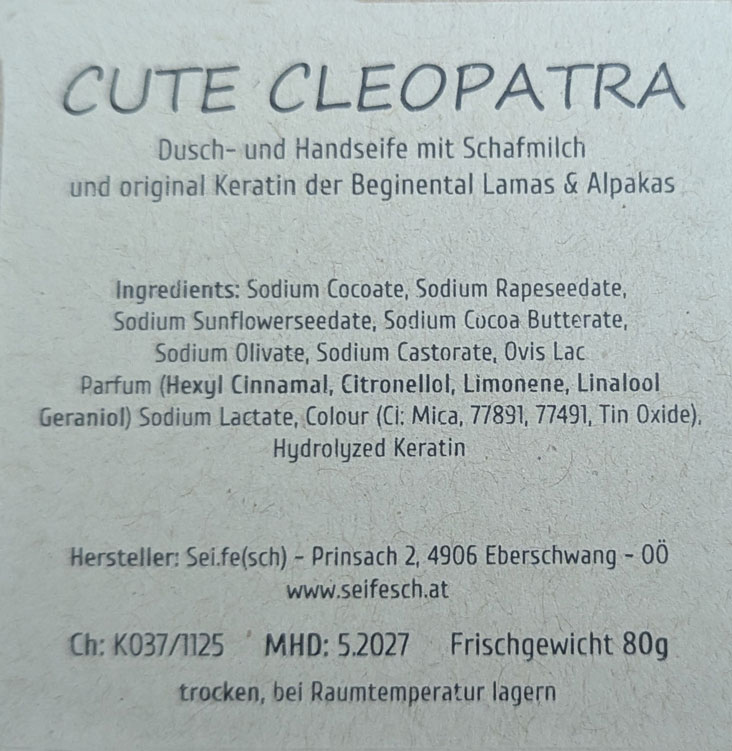 CUTE CLEOPATRA
Dusch- und Handseife mit Schafmilch
und original Keratin der Beginental Lamas & Alpakas
Ingredients: Sodium Cocoate, Sodium Rapeseedate,
Sodium Sunflowerseedate, Sodium Cocoa Butterate,
Sodium Olivate, Sodium Castorate, Ovis Lac
Parfum (Hexyl Cinnamal, Citronellol, Limonene, Linalool
Geraniol) Sodium Lactate, Colour (Ci: Mica, 77891, 77491, Tin Oxide),
Hydrolyzed Keratin
Hersteller: Sei.fe(sch) - Prinsach 2, 4906 Eberschwang - OÖ
www.seifesch.at
Ch: K037/1125 MHD: 5.2027 Frischgewicht 80g
trocken, bei Raumtemperatur lagern